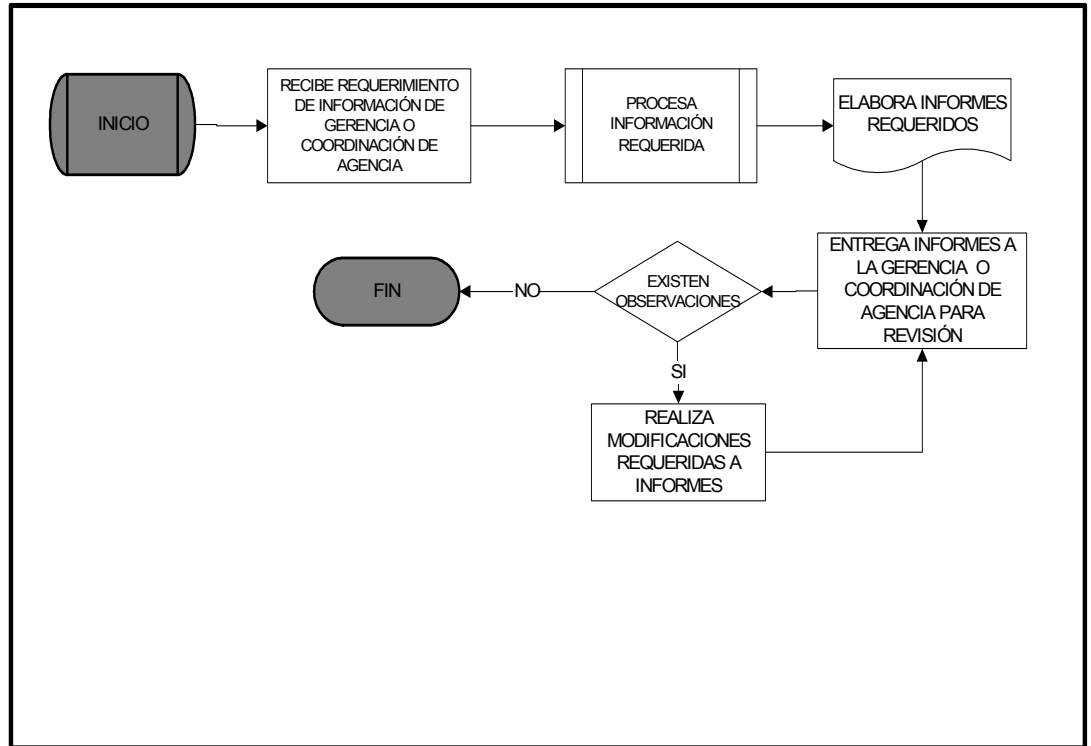 INICIO
RECIBE REQUERIMIENTO
DE INFORMACIÓN DE
GERENCIA O
COORDINACIÓN DE
AGENCIA
PROCESA
INFORMACIÓN
REQUERIDA
ELABORA INFORMES
REQUERIDOS
ENTREGA INFORMES A
LA GERENCIA O
COORDINACIÓN DE
AGENCIA PARA
REVISIÓN
EXISTEN
OBSERVACIONES
NO
FIN
SI
REALIZA
MODIFICACIONES
REQUERIDAS A
INFORMES